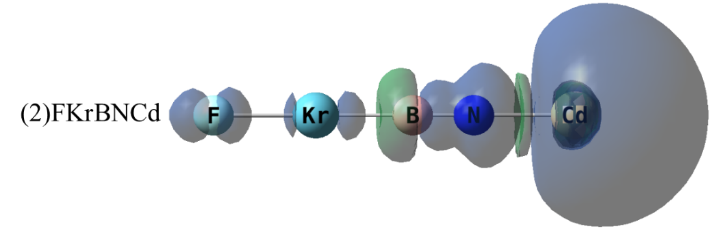 (2)FKrBNCd F Kr B N Cd